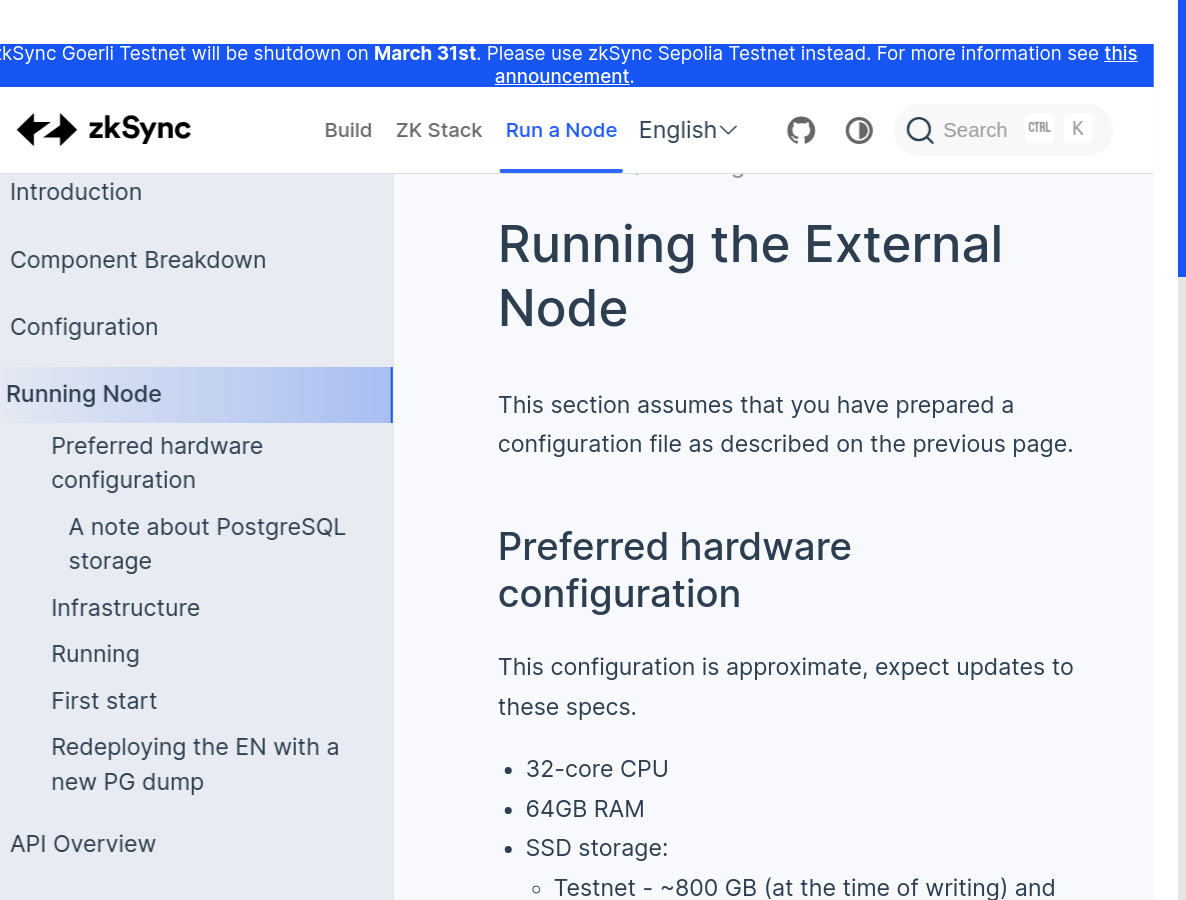 zkSync Goerli Testnet will be shutdown on March 31st. Please use zkSync Sepolia Testnet instead. For more information see this
announcement.
zkSync
Build
ZK Stack
Run a Node
English
Search
CTRL
K
Introduction
Component Breakdown
Configuration
Running Node
Preferred hardware
configuration
A note about PostgreSQL
storage
Infrastructure
Running
First start
Redeploying the EN with a
new PG dump
API Overview
Running the External
Node
This section assumes that you have prepared a
configuration file as described on the previous page.
Preferred hardware
configuration
This configuration is approximate, expect updates to
these specs.
32-core CPU
64GB RAM
SSD storage:
Testnet - ~800 GB (at the time of writing) and